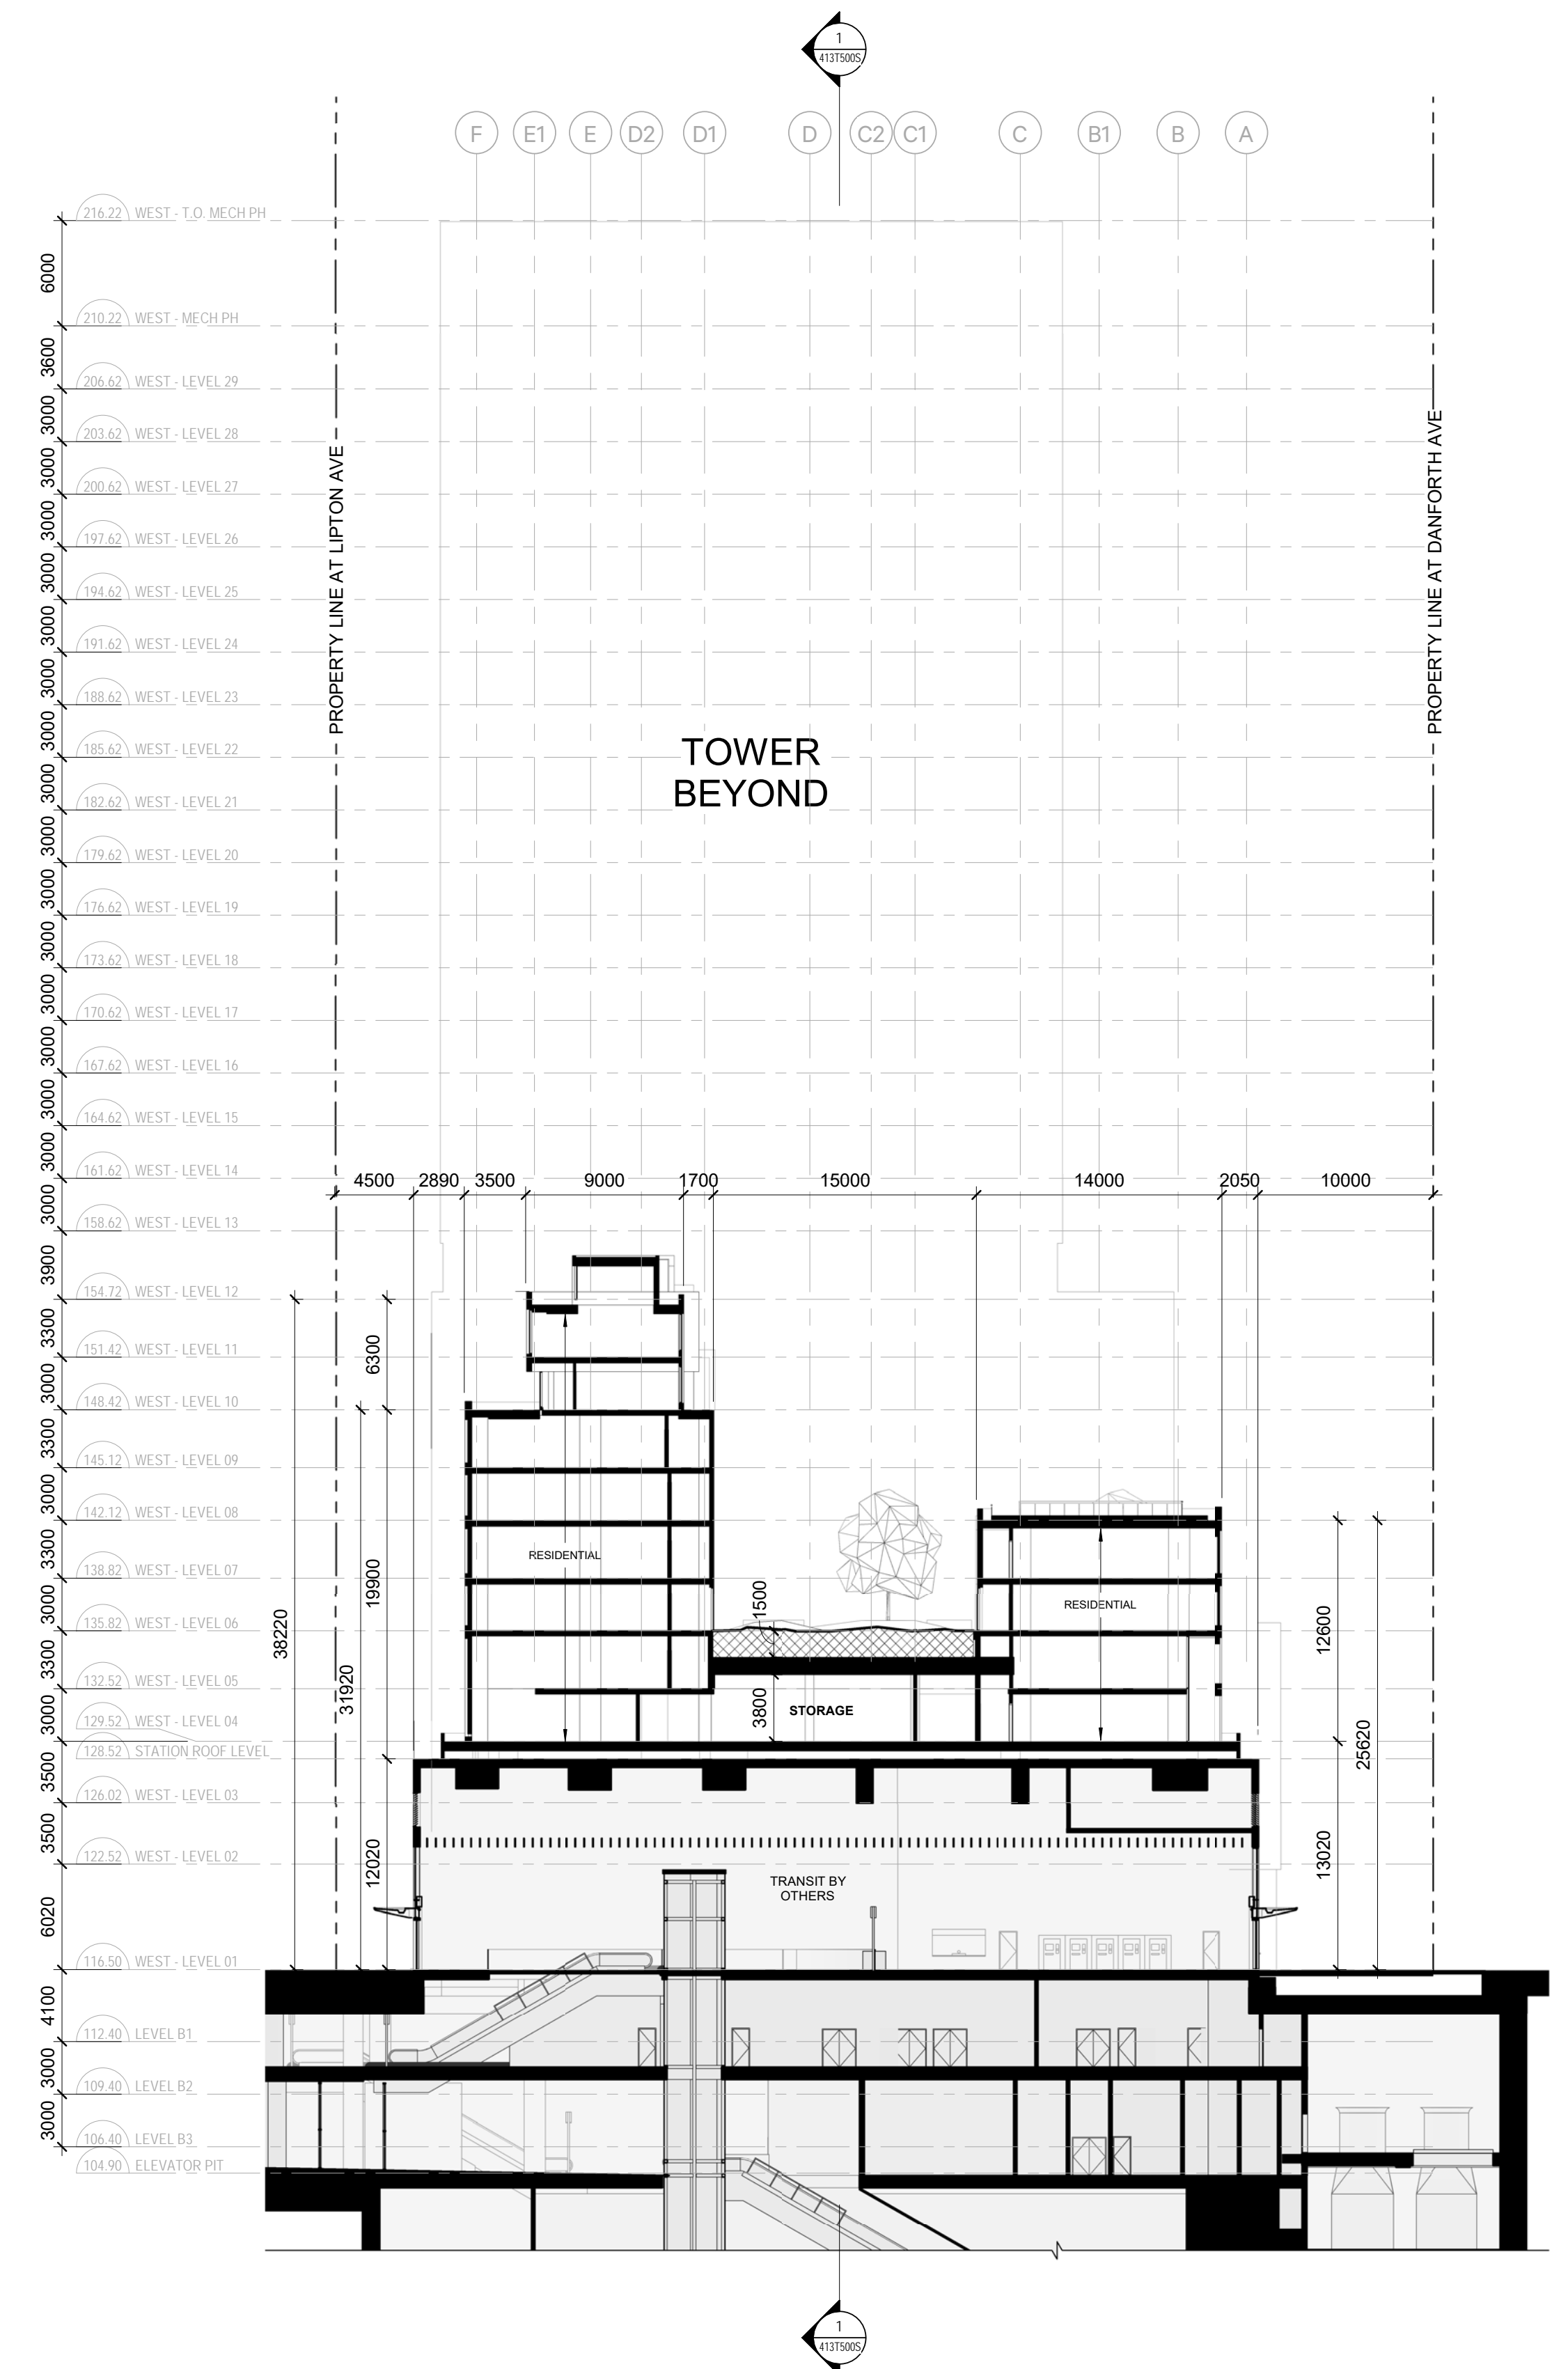 1
413T500S
F E1 E D2 D1 D C2 C1 C B1 B A
216.22 WEST - T.O. MECH PH
6000
210.22 WEST - MECH PH
3600
206.62 WEST - LEVEL 29
3000
203.62 WEST - LEVEL 28
3000
200.62 WEST - LEVEL 27
3000
197.62 WEST - LEVEL 26
3000
194.62 WEST - LEVEL 25
3000
191.62 WEST - LEVEL 24
3000
188.62 WEST - LEVEL 23
3000
185.62 WEST - LEVEL 22
3000
182.62 WEST - LEVEL 21
3000
179.62 WEST - LEVEL 20
3000
176.62 WEST - LEVEL 19
3000
173.62 WEST - LEVEL 18
3000
170.62 WEST - LEVEL 17
3000
167.62 WEST - LEVEL 16
3000
164.62 WEST - LEVEL 15
3000
161.62 WEST - LEVEL 14
3000
158.62 WEST - LEVEL 13
3900
154.72 WEST - LEVEL 12
3300
151.42 WEST - LEVEL 11
3000
148.42 WEST - LEVEL 10
3300
145.12 WEST - LEVEL 09
3000
142.12 WEST - LEVEL 08
3300
138.82 WEST - LEVEL 07
3000
135.82 WEST - LEVEL 06
3300
132.52 WEST - LEVEL 05
3000
129.52 WEST - LEVEL 04
128.52 STATION ROOF LEVEL
3500
126.02 WEST - LEVEL 03
3500
122.52 WEST - LEVEL 02
6020
116.50 WEST - LEVEL 01
4100
112.40 LEVEL B1
3000
109.40 LEVEL B2
3000
106.40 LEVEL B3
104.90 ELEVATOR PIT
PROPERTY LINE AT LIPTON AVE
PROPERTY LINE AT DANFORTH AVE
TOWER
BEYOND
4500 2890 3500 9000 1700 15000 14000 2050 10000
6300
19900
12020
31920
38220
RESIDENTIAL
1500
3800
STORAGE
RESIDENTIAL
12600
13020
25620
TRANSIT BY
OTHERS
1
413T500S